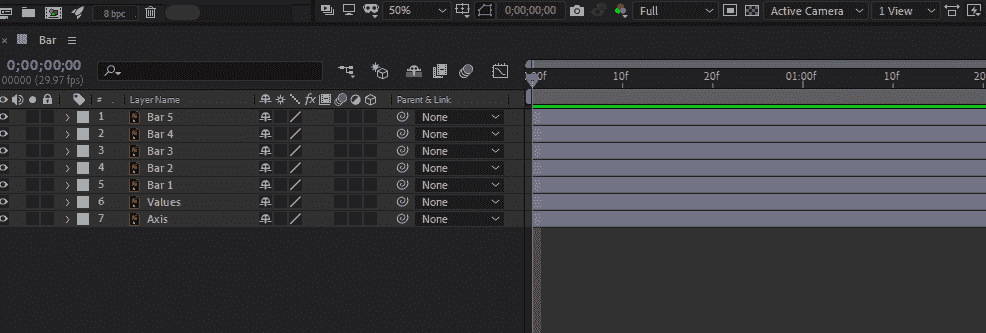 8 bpc 50% 0;00;00;00 Full Active Camera 1 View
× Bar
0;00;00;00
00000 (29.97 fps)
:00f 10f 20f 01:00f 10f 20
# . Layer Name fx Parent & Link
1 Bar 5 None
2 Bar 4 None
3 Bar 3 None
4 Bar 2 None
5 Bar 1 None
6 Values None
7 Axis None